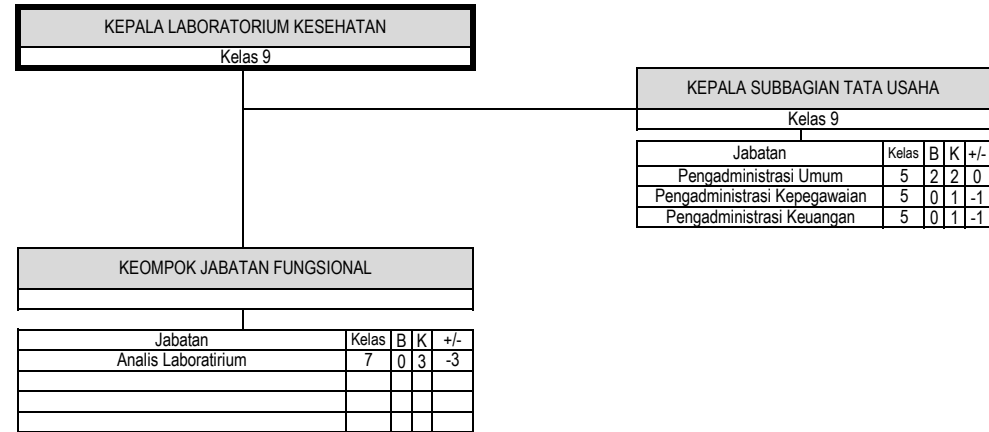 KEPALA LABORATORIUM KESEHATAN
Kelas 9
KEPALA SUBBAGIAN TATA USAHA
Kelas 9
Jabatan Kelas B K +/-
Pengadministrasi Umum 5 2 2 0
Pengadministrasi Kepegawaian 5 0 1 -1
Pengadministrasi Keuangan 5 0 1 -1
KEOMPOK JABATAN FUNGSIONAL
Jabatan Kelas B K +/-
Analis Laboratirium 7 0 3 -3